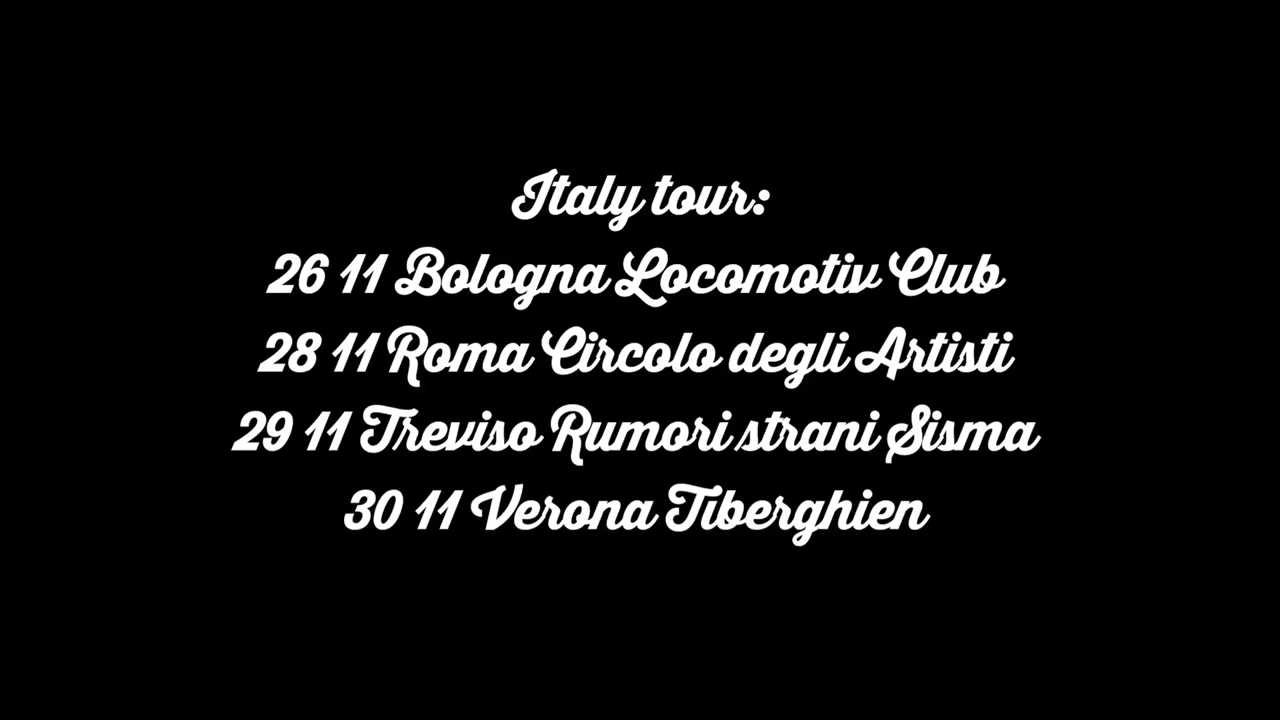 Italy tour:
26 11 Bologna Locomotiv Club
28 11 Roma Circolo degli Artisti
29 11 Treviso Rumori strani Sisma
30 11 Verona Tiberghien